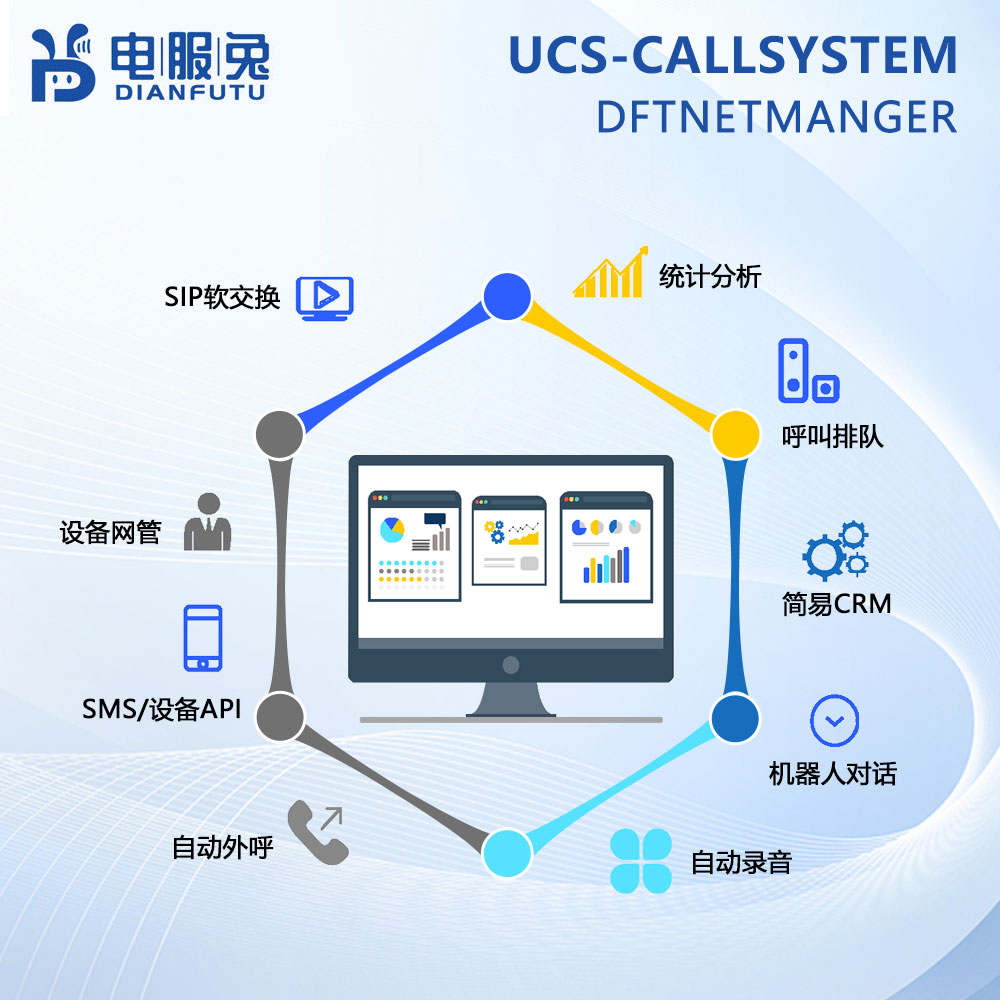 电服兔
DIANFUTU
UCS-CALLSYSTEM
DFTNETMANGER
SIP软交换
统计分析
呼叫排队
设备网管
简易CRM
SMS/设备API
机器人对话
自动外呼
自动录音